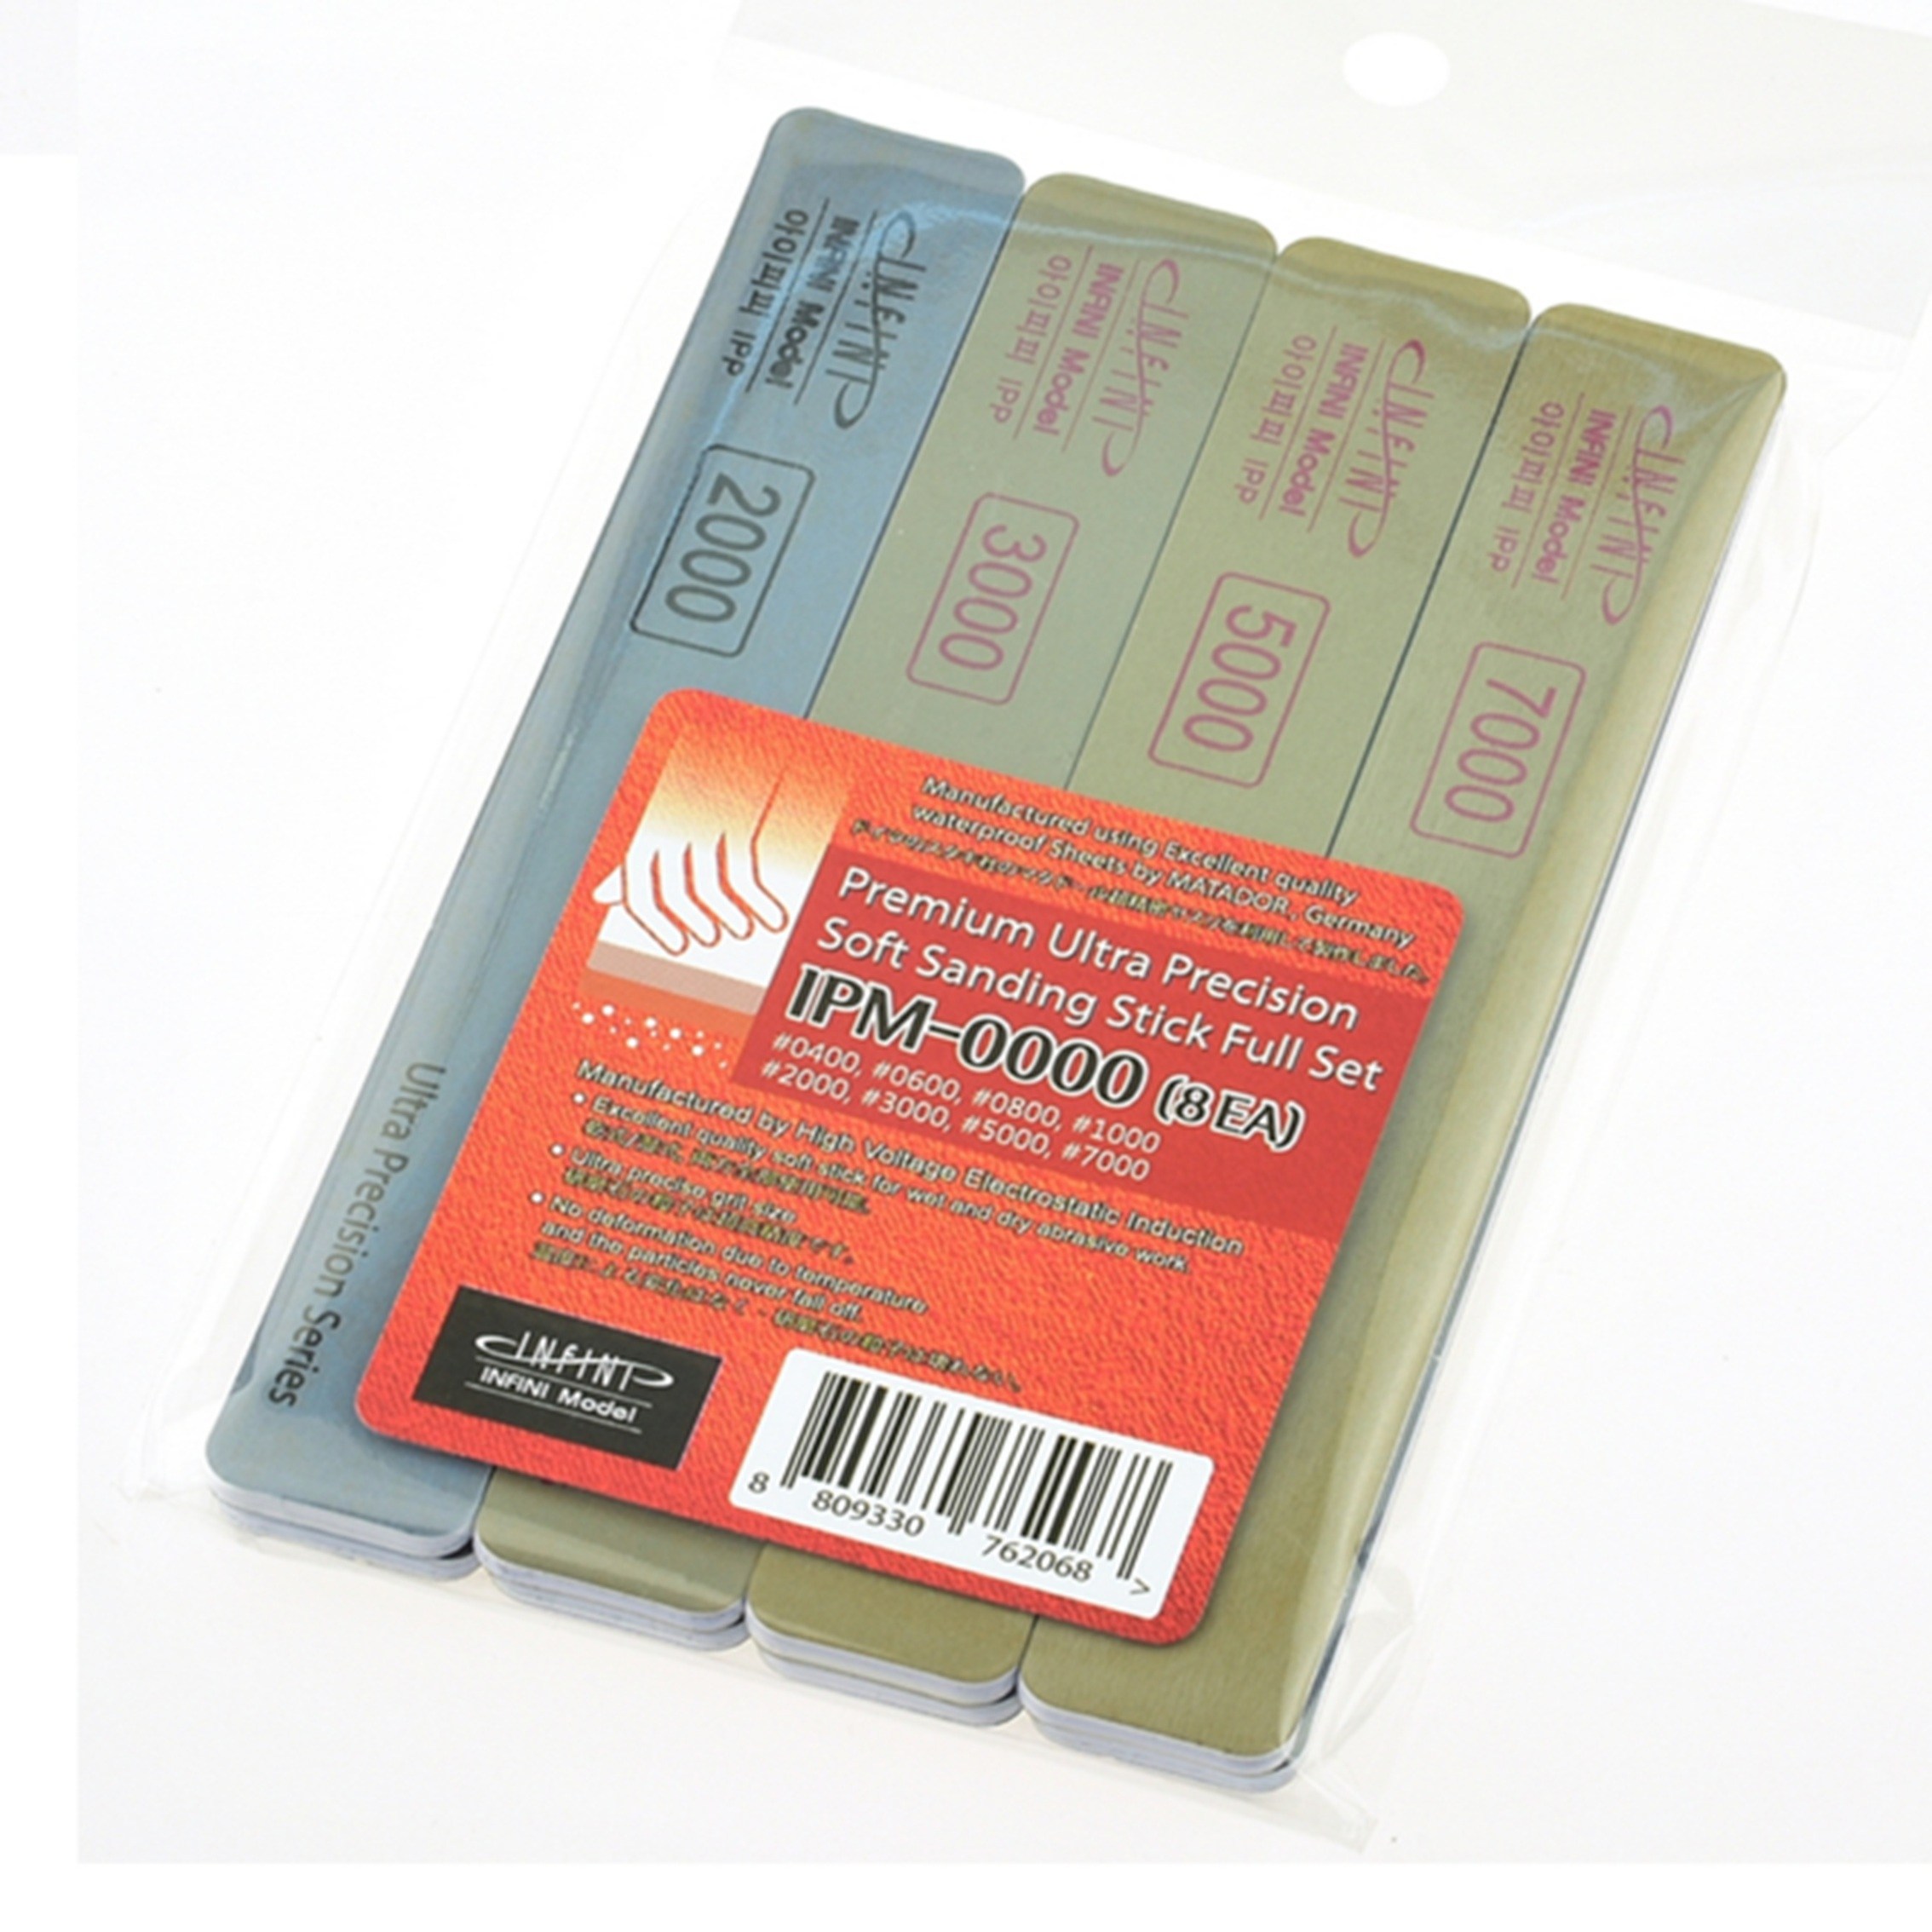 INFINI
INFINI Model
아이피피 IPP
2000
INFINI
INFINI Model
아이피피 IPP
3000
INFINI
INFINI Model
아이피피 IPP
5000
INFINI
INFINI Model
아이피피 IPP
7000
Ultra Precision Series
Manufactured using Excellent quality
waterproof Sheets by MATADOR, Germany
Premium Ultra Precision
Soft Sanding Stick Full Set
IPM-0000 (8EA)
#0400, #0600, #0800, #1000
#2000, #3000, #5000, #7000
Manufactured by High Voltage Electrostatic Induction
• Excellent quality soft stick for wet and dry abrasive work
• Ultra precise grit size.
• No deformation due to temperature
and the particles never fall off.
INFINI
INFINI Model
8 809330 762068 >